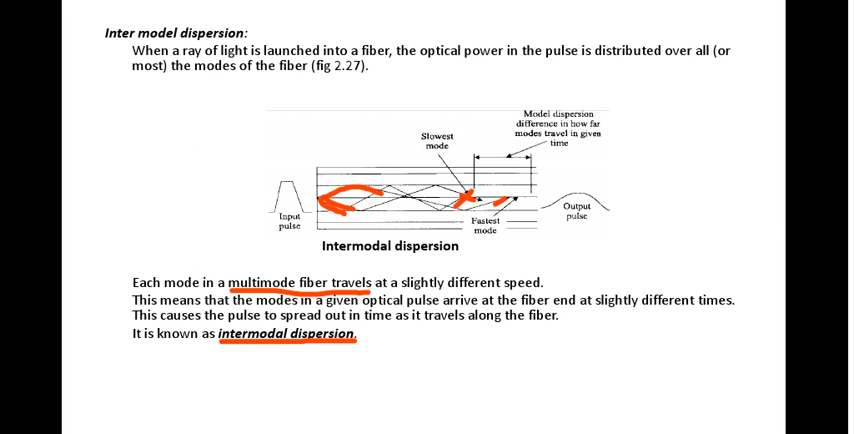 Inter model dispersion:
When a ray of light is launched into a fiber, the optical power in the pulse is distributed over all (or
most) the modes of the fiber (fig 2.27).
Model dispersion
difference in how far
modes travel in given
time
Slowest
mode
Input
pulse
Fastest
mode
Output
pulse
Intermodal dispersion
Each mode in a multimode fiber travels at a slightly different speed.
This means that the modes in a given optical pulse arrive at the fiber end at slightly different times.
This causes the pulse to spread out in time as it travels along the fiber.
It is known as intermodal dispersion.